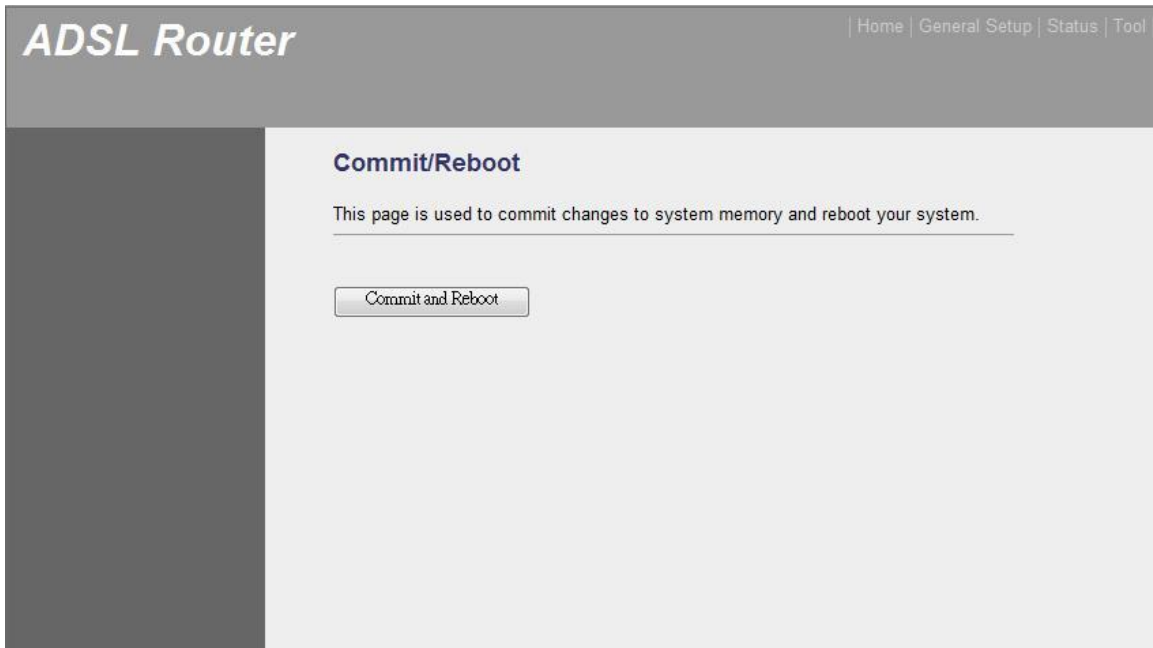 ADSL Router
| Home | General Setup | Status | Tool
Commit/Reboot
This page is used to commit changes to system memory and reboot your system.
Commit and Reboot